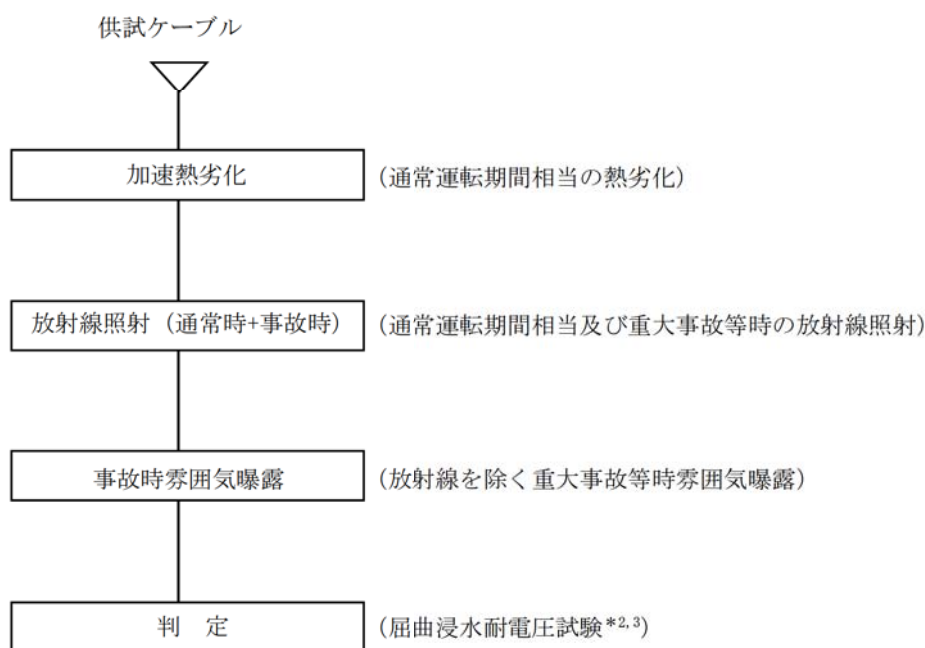 供試ケーブル
加速熱劣化 (通常運転期間相当の熱劣化)
放射線照射 (通常時+事故時) (通常運転期間相当及び重大事故等時の放射線照射)
事故時雰囲気曝露 (放射線を除く重大事故等時雰囲気曝露)
判 定 (屈曲浸水耐電圧試験*2,3)